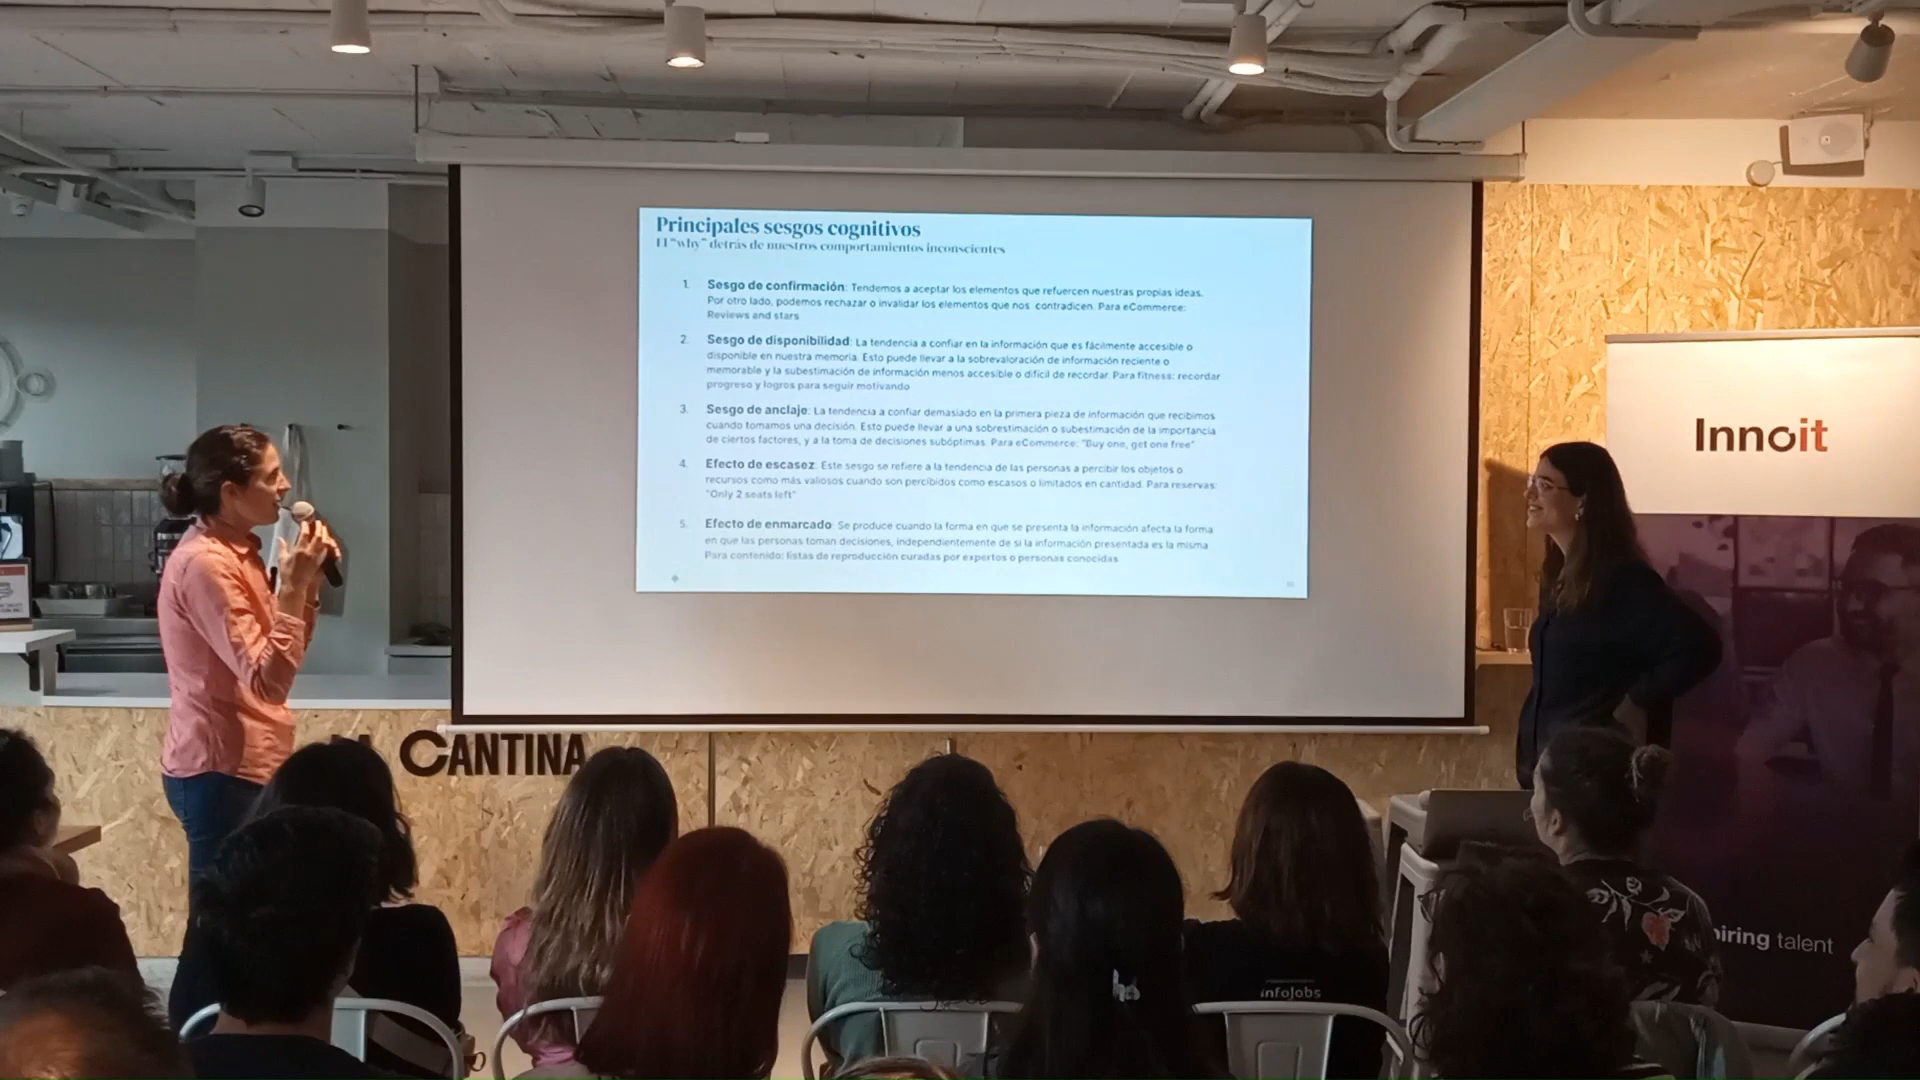 Principales sesgos cognitivos
El "why" detrás de nuestros comportamientos inconscientes
1. Sesgo de confirmación: Tendemos a aceptar los elementos que refuercen nuestras propias ideas.
Por otro lado, podemos rechazar o invalidar los elementos que nos contradicen. Para eCommerce:
Reviews and stars
2. Sesgo de disponibilidad: La tendencia a confiar en la información que es fácilmente accesible o
disponible en nuestra memoria. Esto puede llevar a la sobrevaloración de información reciente o
memorable y la subestimación de información menos accesible o difícil de recordar. Para fitness: recordar
progreso y logros para seguir motivando
3. Sesgo de anclaje: La tendencia a confiar demasiado en la primera pieza de información que recibimos
cuando tomamos una decisión. Esto puede llevar a una sobrestimación o subestimación de la importancia
de ciertos factores, y a la toma de decisiones subóptimas. Para eCommerce: "Buy one, get one free"
4. Efecto de escasez: Este sesgo se refiere a la tendencia de las personas a percibir los objetos o
recursos como más valiosos cuando son percibidos como escasos o limitados en cantidad. Para reservas:
"Only 2 seats left"
5. Efecto de enmarcado: Se produce cuando la forma en que se presenta la información afecta la forma
en que las personas toman decisiones, independientemente de si la información presentada es la misma
Para contenido: listas de reproducción curadas por expertos o personas conocidas
Innoit
CANTINA
piring talent
InfoJobs